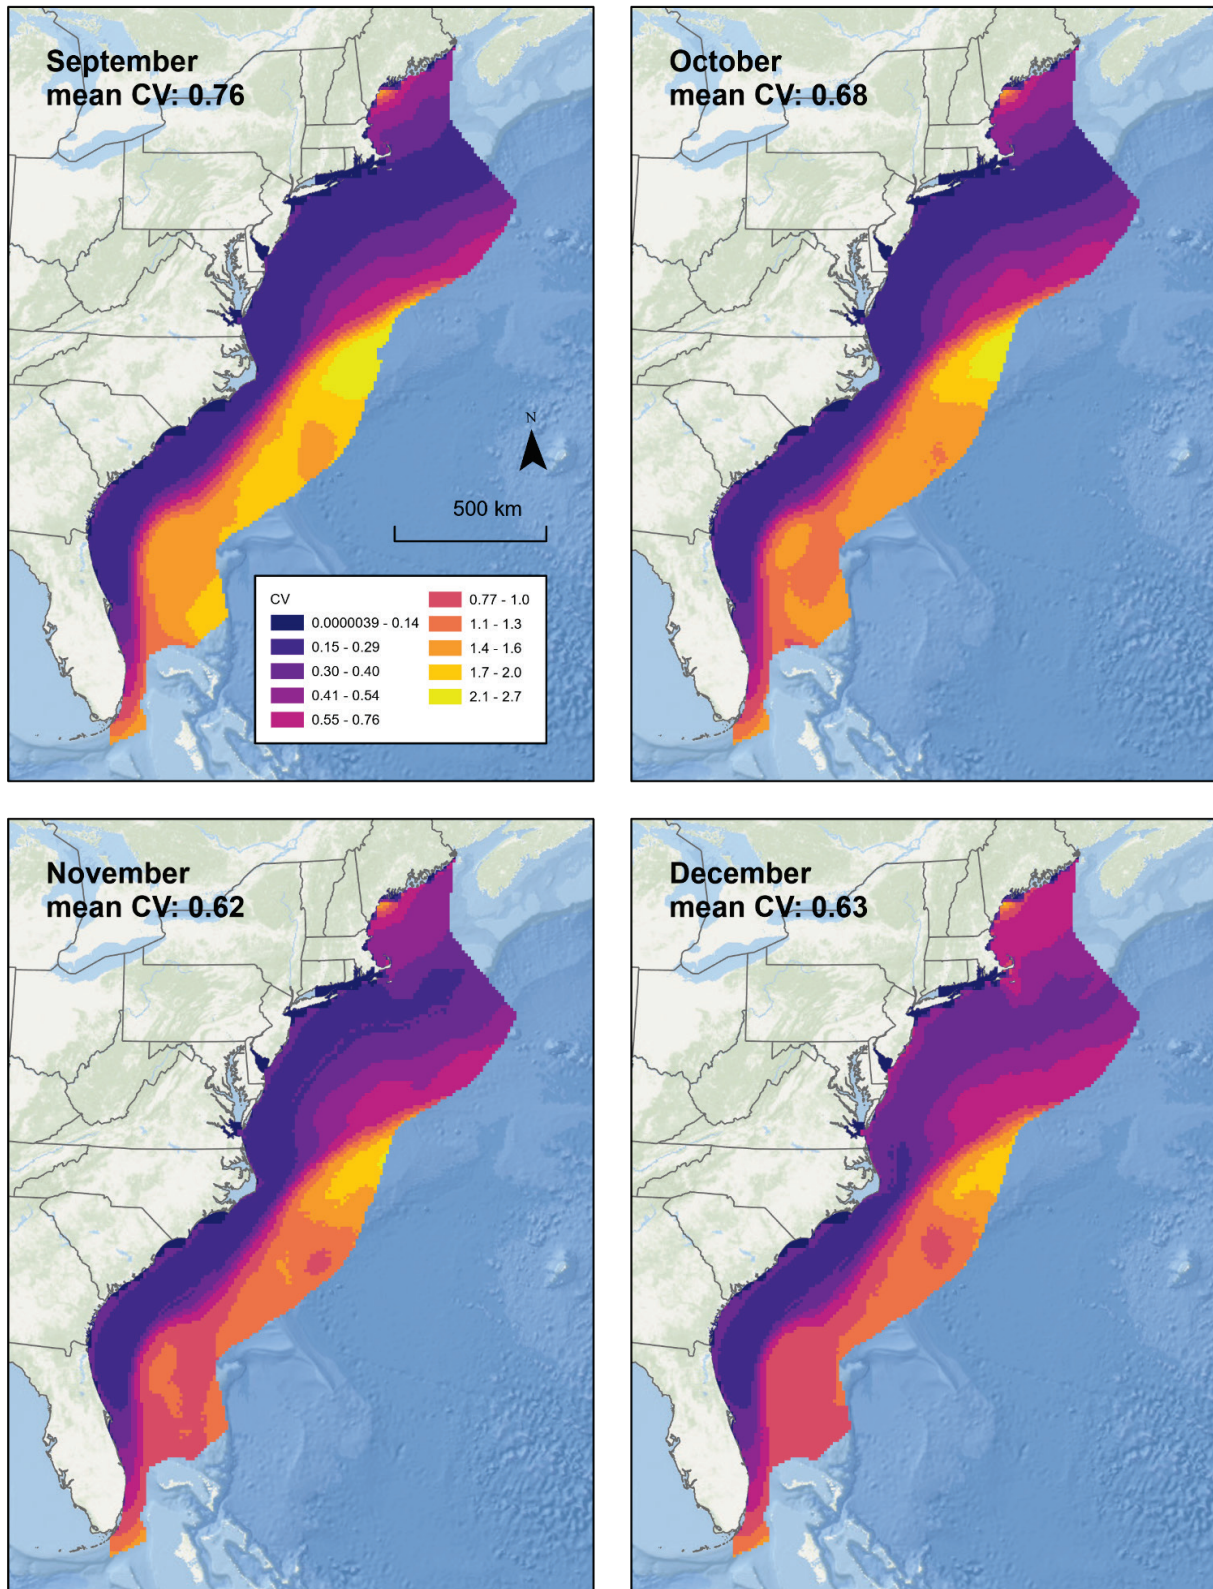 September
mean CV: 0.76
October
mean CV: 0.68
N
500 km
CV
0.0000039 - 0.14
0.15 - 0.29
0.30 - 0.40
0.41 - 0.54
0.55 - 0.76
0.77 - 1.0
1.1 - 1.3
1.4 - 1.6
1.7 - 2.0
2.1 - 2.7
November
mean CV: 0.62
December
mean CV: 0.63